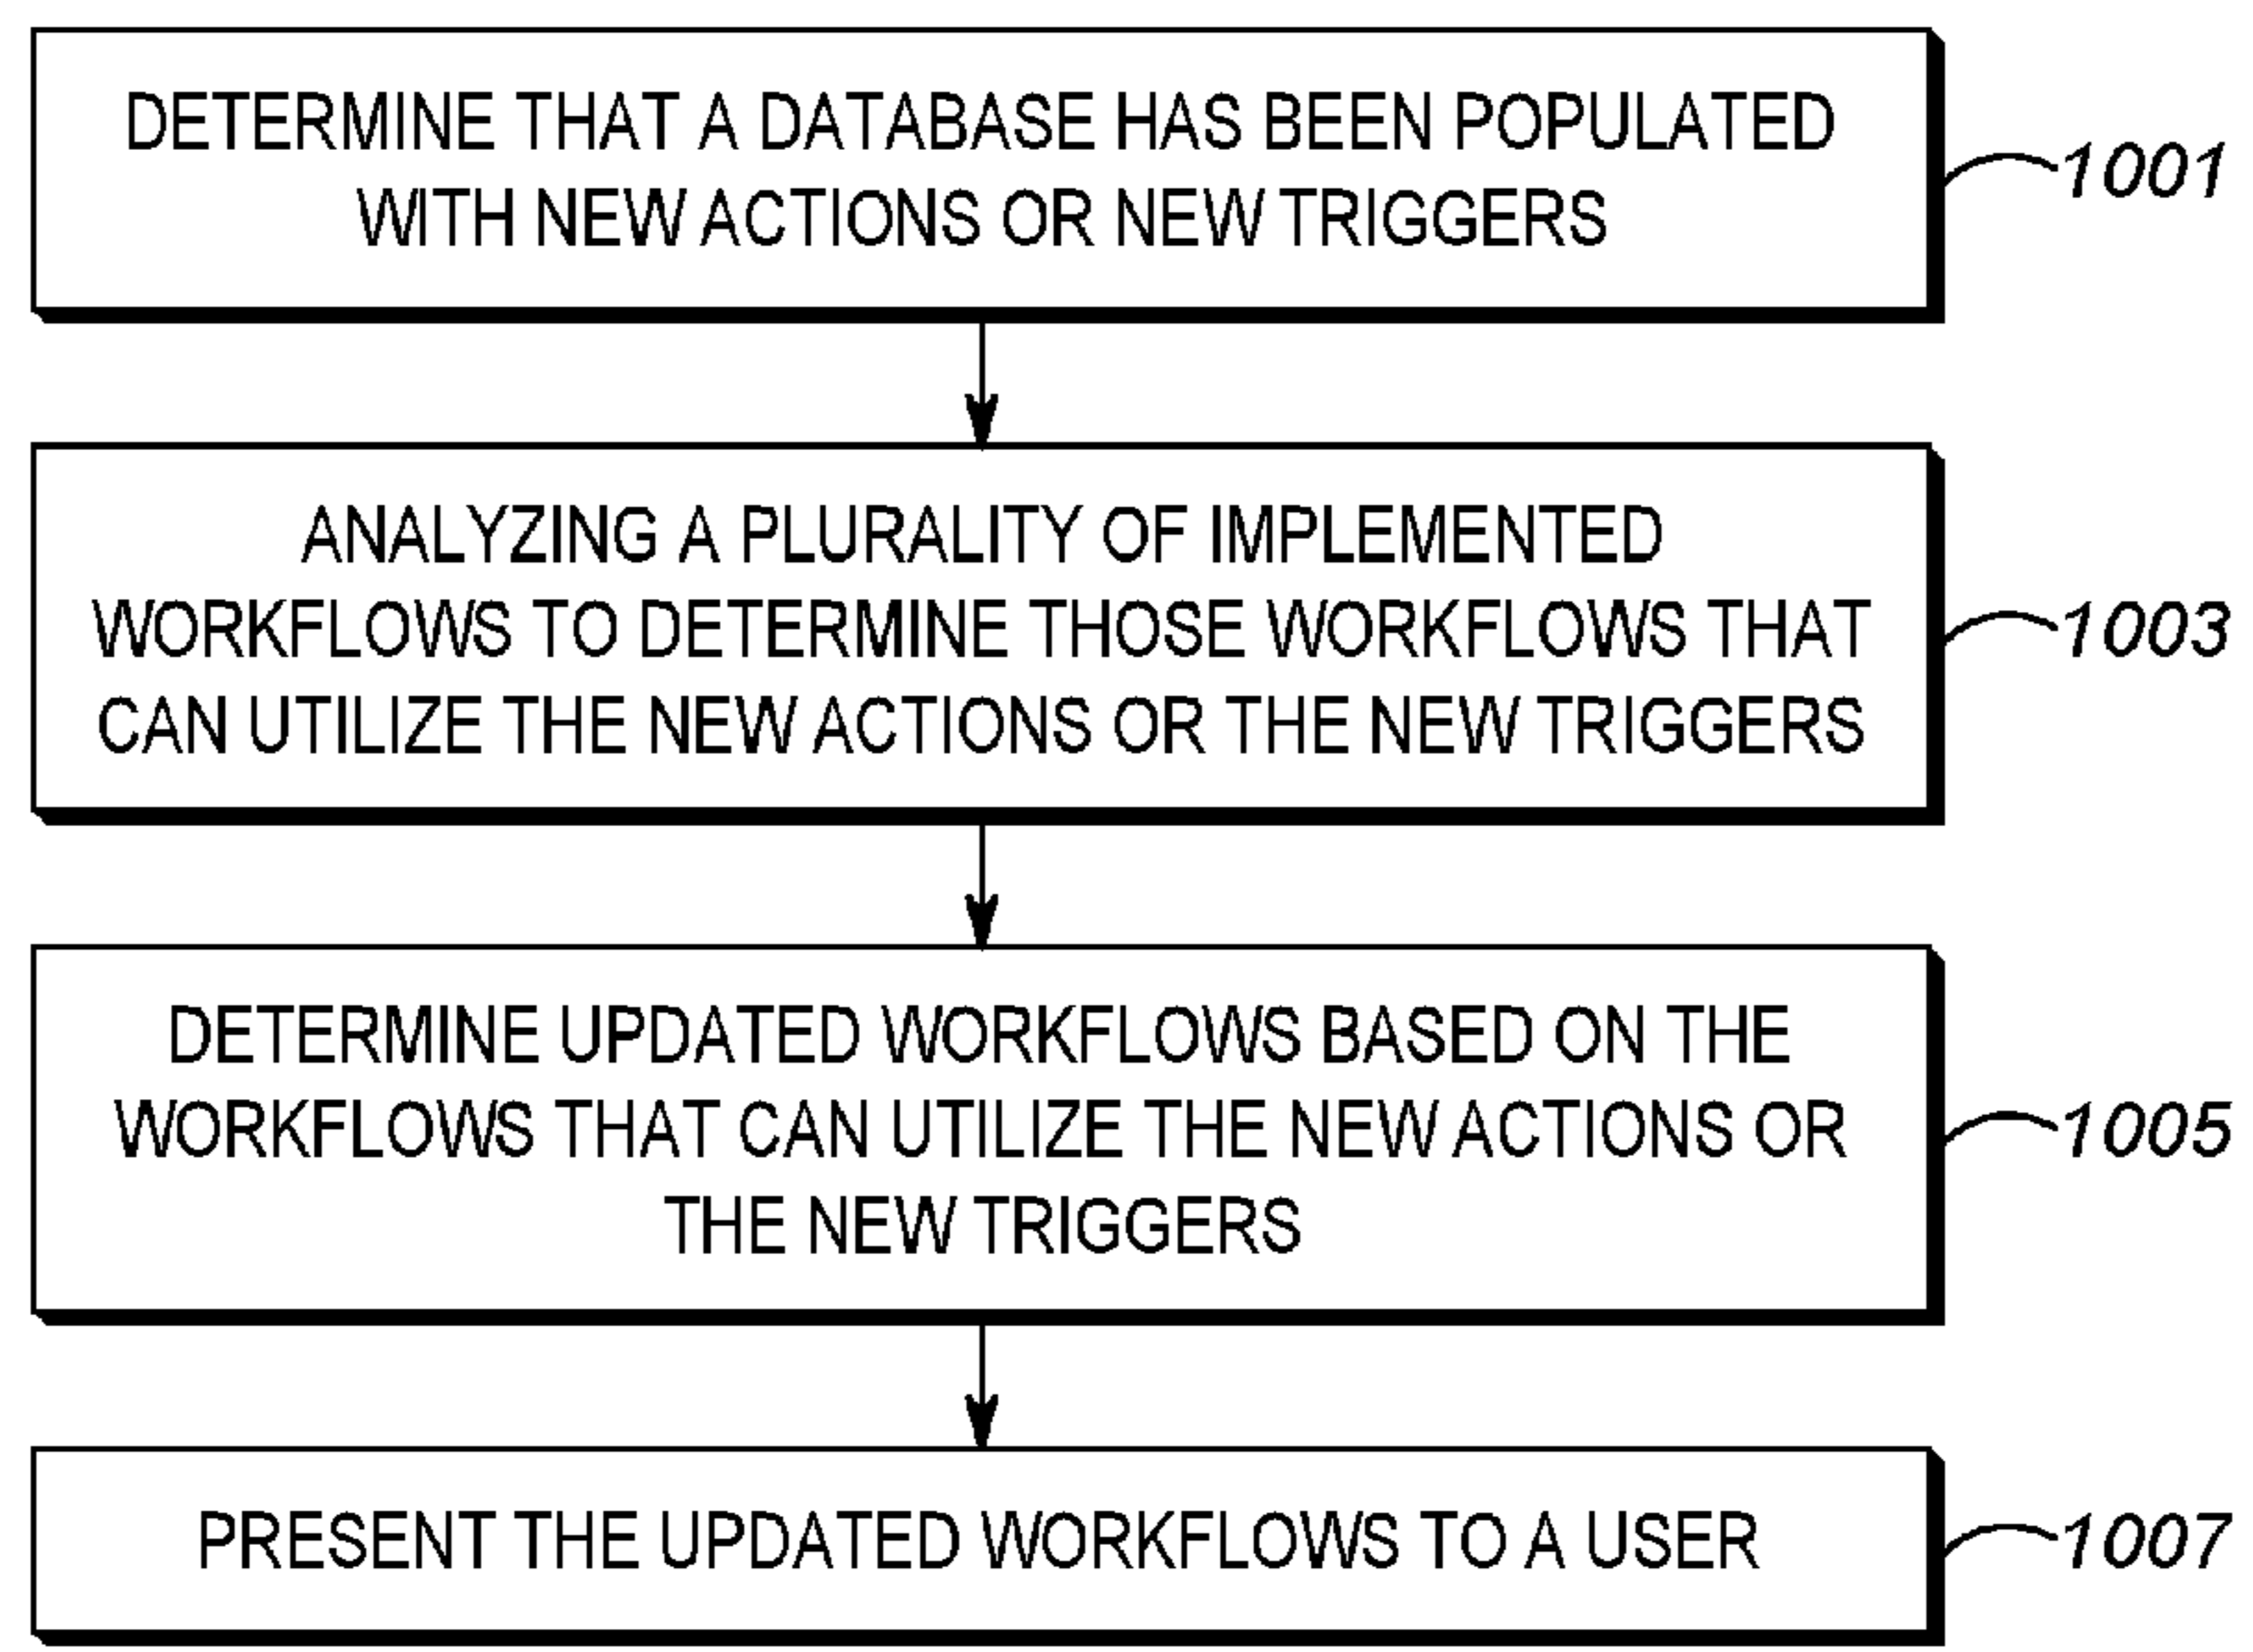 DETERMINE THAT A DATABASE HAS BEEN POPULATED
WITH NEW ACTIONS OR NEW TRIGGERS
1001
ANALYZING A PLURALITY OF IMPLEMENTED
WORKFLOWS TO DETERMINE THOSE WORKFLOWS THAT
CAN UTILIZE THE NEW ACTIONS OR THE NEW TRIGGERS
1003
DETERMINE UPDATED WORKFLOWS BASED ON THE
WORKFLOWS THAT CAN UTILIZE THE NEW ACTIONS OR
THE NEW TRIGGERS
1005
PRESENT THE UPDATED WORKFLOWS TO A USER
1007